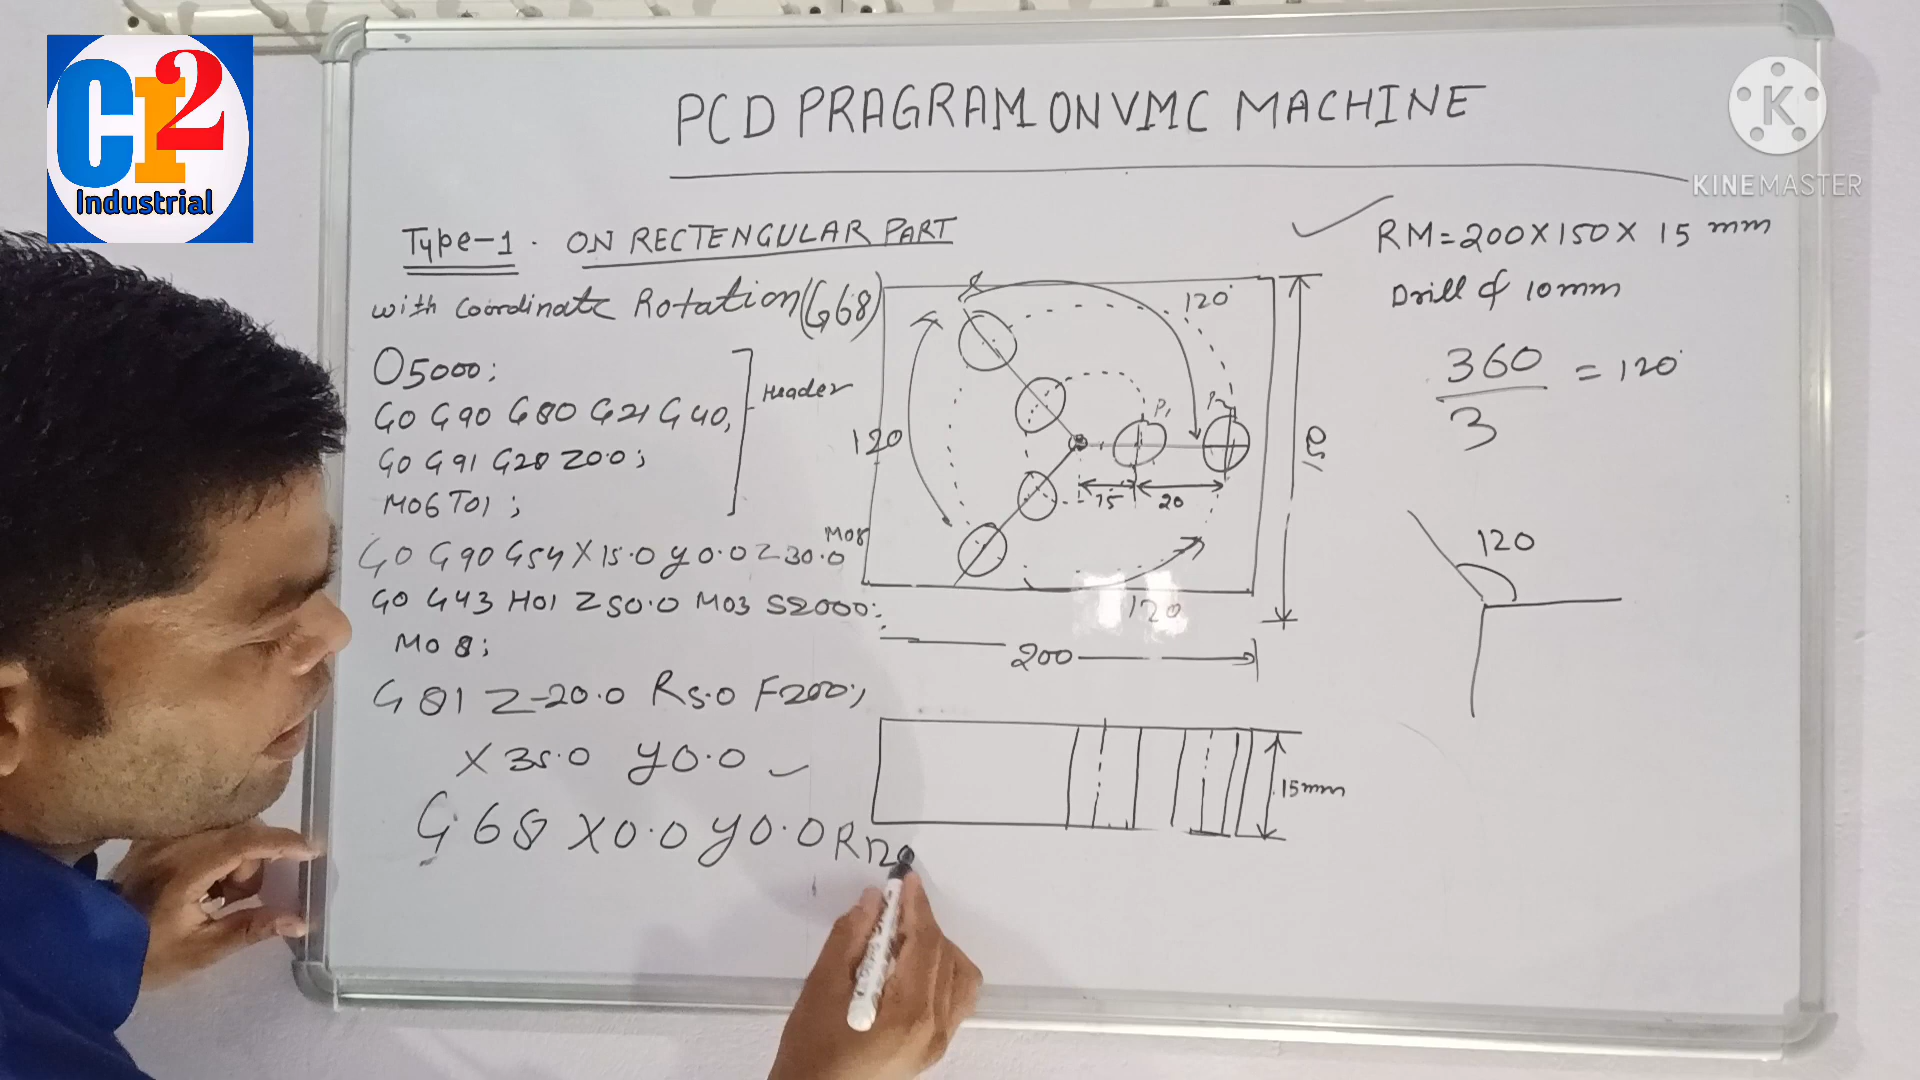 CI2
Industrial
KINEMASTER
PCD PRAGRAM ON VMC MACHINE
Type-1. ON RECTENGULAR PART
with Coordinate Rotation (G68)
O5000;
G0 G90 G80 G21 G40,
G0 G91 G28 Z0.0;
M06 T01;
Header
G0 G90 G54 X15.0 Y0.0 Z30.0 M08
G0 G43 H01 Z50.0 M03 S2000;
M08;
G81 Z-20.0 R5.0 F200;
X35.0 Y0.0
G68 X0.0 Y0.0 R120
120°
120
P1
P2
15
20
120
200
15mm
RM=200X150X 15 mm
Drill ϕ 10mm
360/3 = 120°
120